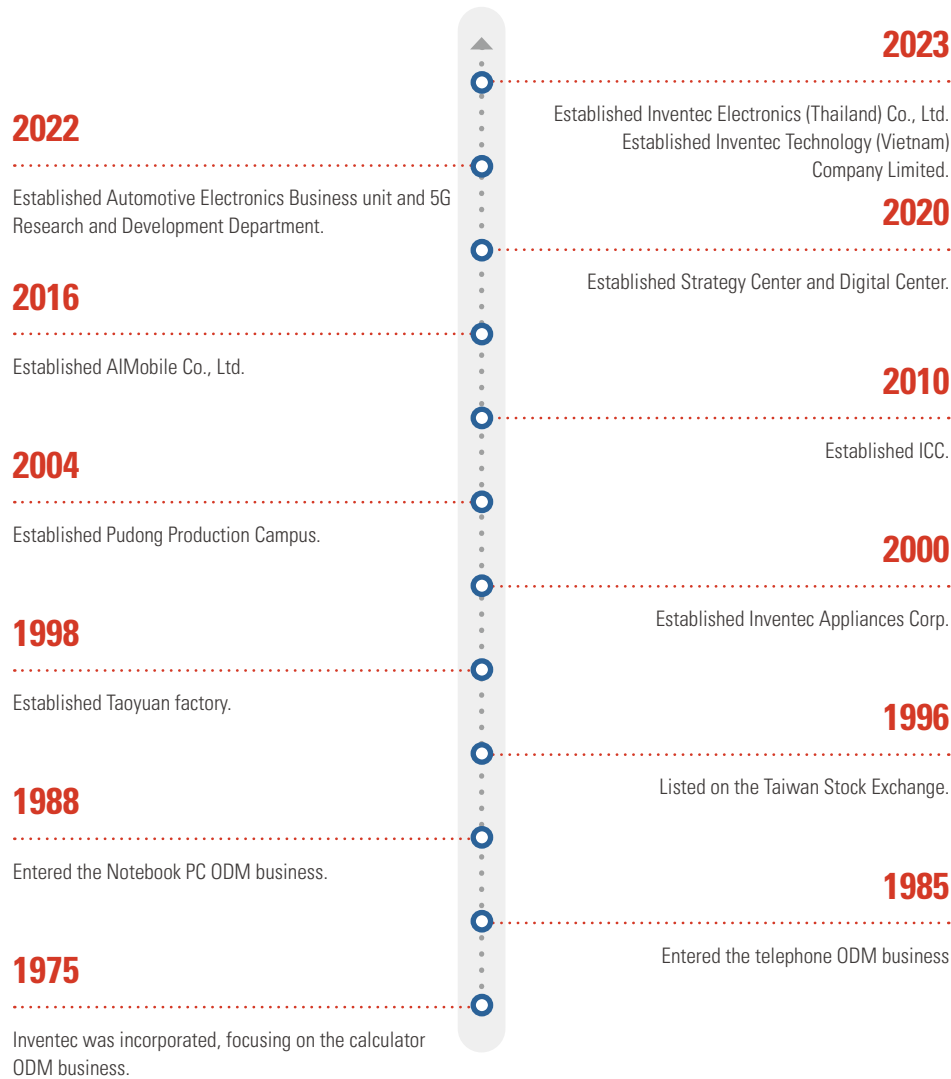 2023
Established Inventec Electronics (Thailand) Co., Ltd.
Established Inventec Technology (Vietnam)
Company Limited.
2022
Established Automotive Electronics Business unit and 5G
Research and Development Department.
2020
Established Strategy Center and Digital Center.
2016
Established AIMobile Co., Ltd.
2010
Established ICC.
2004
Established Pudong Production Campus.
2000
Established Inventec Appliances Corp.
1998
Established Taoyuan factory.
1996
Listed on the Taiwan Stock Exchange.
1988
Entered the Notebook PC ODM business.
1985
Entered the telephone ODM business
1975
Inventec was incorporated, focusing on the calculator
ODM business.